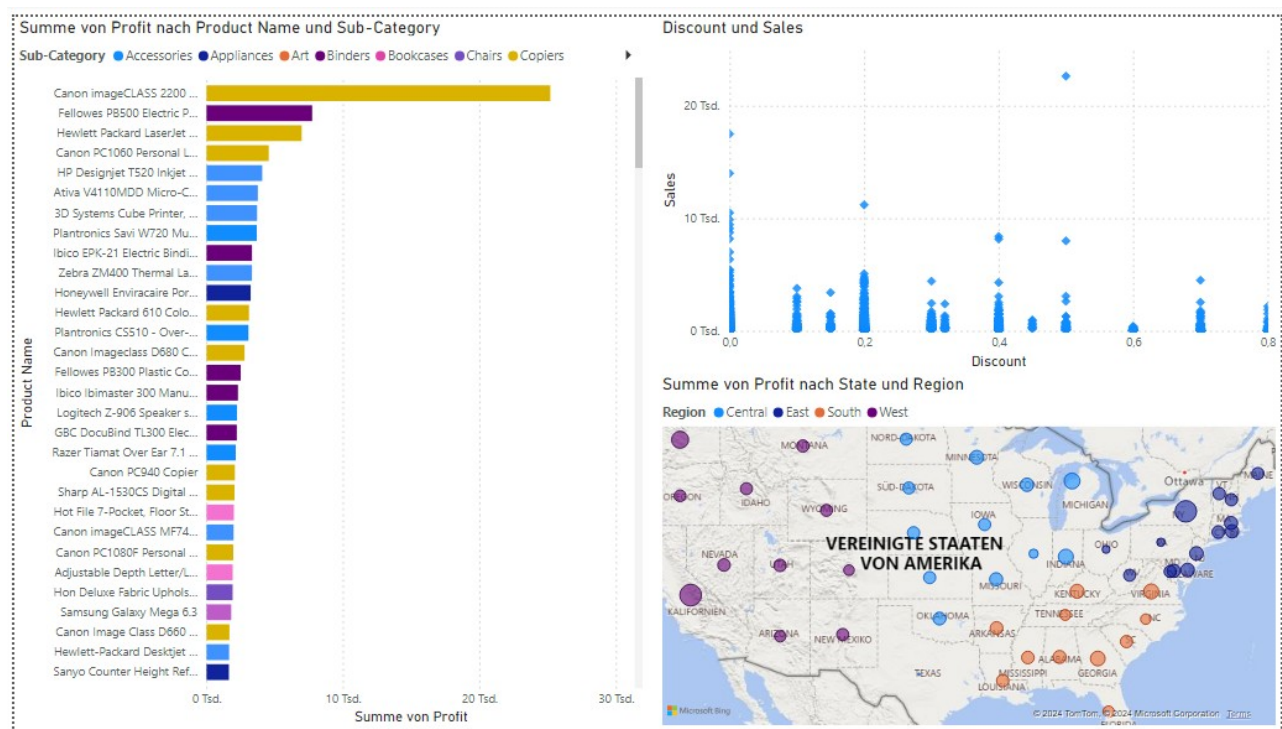 Summe von Profit nach Product Name und Sub-Category
Sub-Category Accessories Appliances Art Binders Bookcases Chairs Copiers
Product Name
Canon imageCLASS 2200 ...
Fellowes PB500 Electric P...
Hewlett Packard LaserJet ...
Canon PC1060 Personal L...
HP Designjet T520 Inkjet ...
Ativa V4110MDD Micro-C...
3D Systems Cube Printer, ...
Plantronics Savi W720 Mu...
Ibico EPK-21 Electric Bindi...
Zebra ZM400 Thermal La...
Honeywell Enviracaire Por...
Hewlett Packard 610 Colo...
Plantronics CS510 - Over-...
Canon Imageclass D680 C...
Fellowes PB300 Plastic Co...
Ibico Ibimaster 300 Manu...
Logitech Z-906 Speaker s...
GBC DocuBind TL300 Elec...
Razer Tiamat Over Ear 7.1 ...
Canon PC940 Copier
Sharp AL-1530CS Digital ...
Hot File 7-Pocket, Floor St...
Canon imageCLASS MF74...
Canon PC1080F Personal ...
Adjustable Depth Letter/L...
Hon Deluxe Fabric Uphols...
Samsung Galaxy Mega 6.3
Canon Image Class D660 ...
Hewlett-Packard Deskjet ...
Sanyo Counter Height Ref...
0 Tsd. 10 Tsd. 20 Tsd. 30 Tsd.
Summe von Profit
Discount und Sales
Sales
20 Tsd.
10 Tsd.
0 Tsd.
0,0 0,2 0,4 0,6 0,8
Discount
Summe von Profit nach State und Region
Region Central East South West
MONTANA
NORD-DAKOTA
MINNESOTA
Ottawa
VT
MAINE
OREGON
IDAHO
SÜD-DAKOTA
WISCONSIN
MICHIGAN
NY
WYOMING
IOWA
NEVADA
UTAH
VEREINIGTE STAATEN
VON AMERIKA
OHIO
INDIANA
DELAWARE
KALIFORNIEN
MISSOURI
KENTUCKY
VIRGINIA
ARIZONA
NEW MEXIKO
OKLAHOMA
ARKANSAS
TENNESSEE
NC
SC
TEXAS
MISSISSIPPI
ALABAMA
GEORGIA
LOUISIANA
FLORIDA
Microsoft Bing
© 2024 TomTom, © 2024 Microsoft Corporation Terms